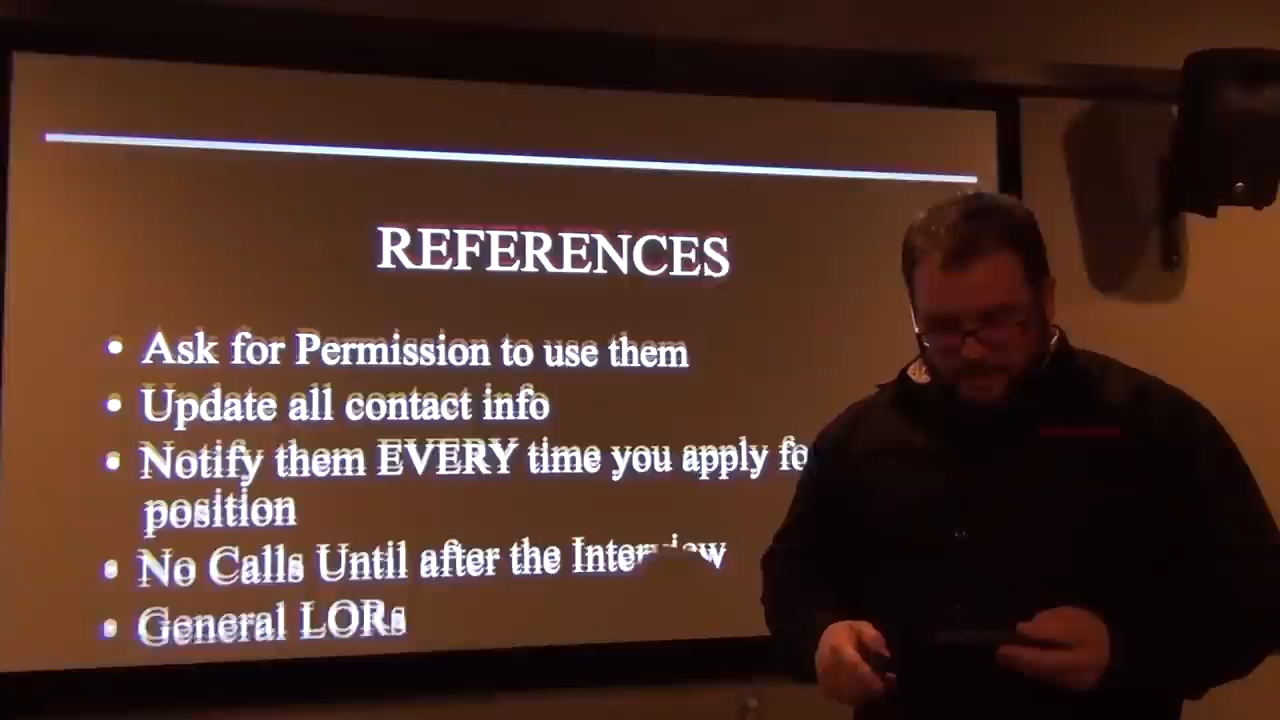 REFERENCES
• Ask for Permission to use them
• Update all contact info
• Notify them EVERY time you apply fo
position
• No Calls Until after the Interview
• General LORs